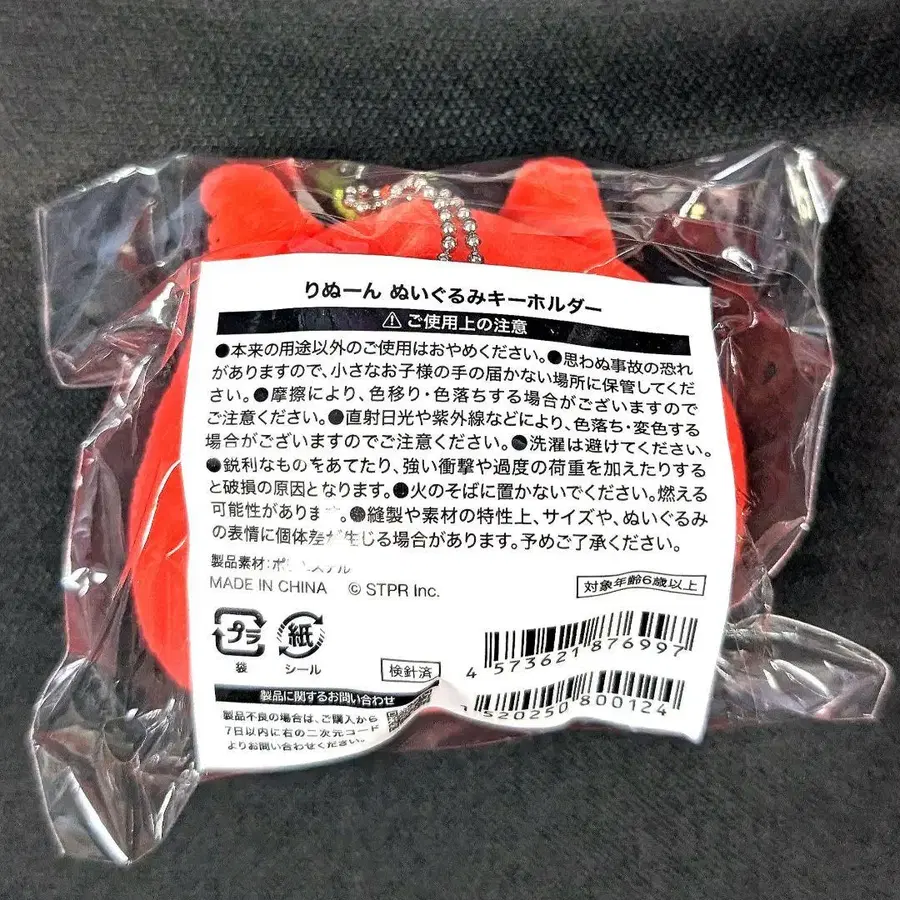 りぬーん ぬいぐるみキーホルダー
⚠ご使用上の注意
●本来の用途以外のご使用はおやめください。●思わぬ事故の恐れ
がありますので、小さなお子様の手の届かない場所に保管してくだ
さい。●摩擦により、色移り・色落ちする場合がございますので
ご注意ください。●直射日光や紫外線などにより、色落ち・変色する
場合がございますのでご注意ください。●洗濯は避けてください。
●鋭利なものをあてたり、強い衝撃や過度の荷重を加えたりする
と破損の原因となります。●火のそばに置かないでください。燃える
可能性があります。●縫製や素材の特性上、サイズや、ぬいぐるみ
の表情に個体差が生じる場合があります。予めご了承ください。
製品素材:ポリエステル
MADE IN CHINA © STPR Inc.
対象年齢6歳以上
プラ 紙
袋 シール
検針済
4 573621 876997
520250 800124
製品に関するお問い合わせ
製品不良の場合は、ご購入から
7日以内に右の二次元コード
よりお問い合わせください。